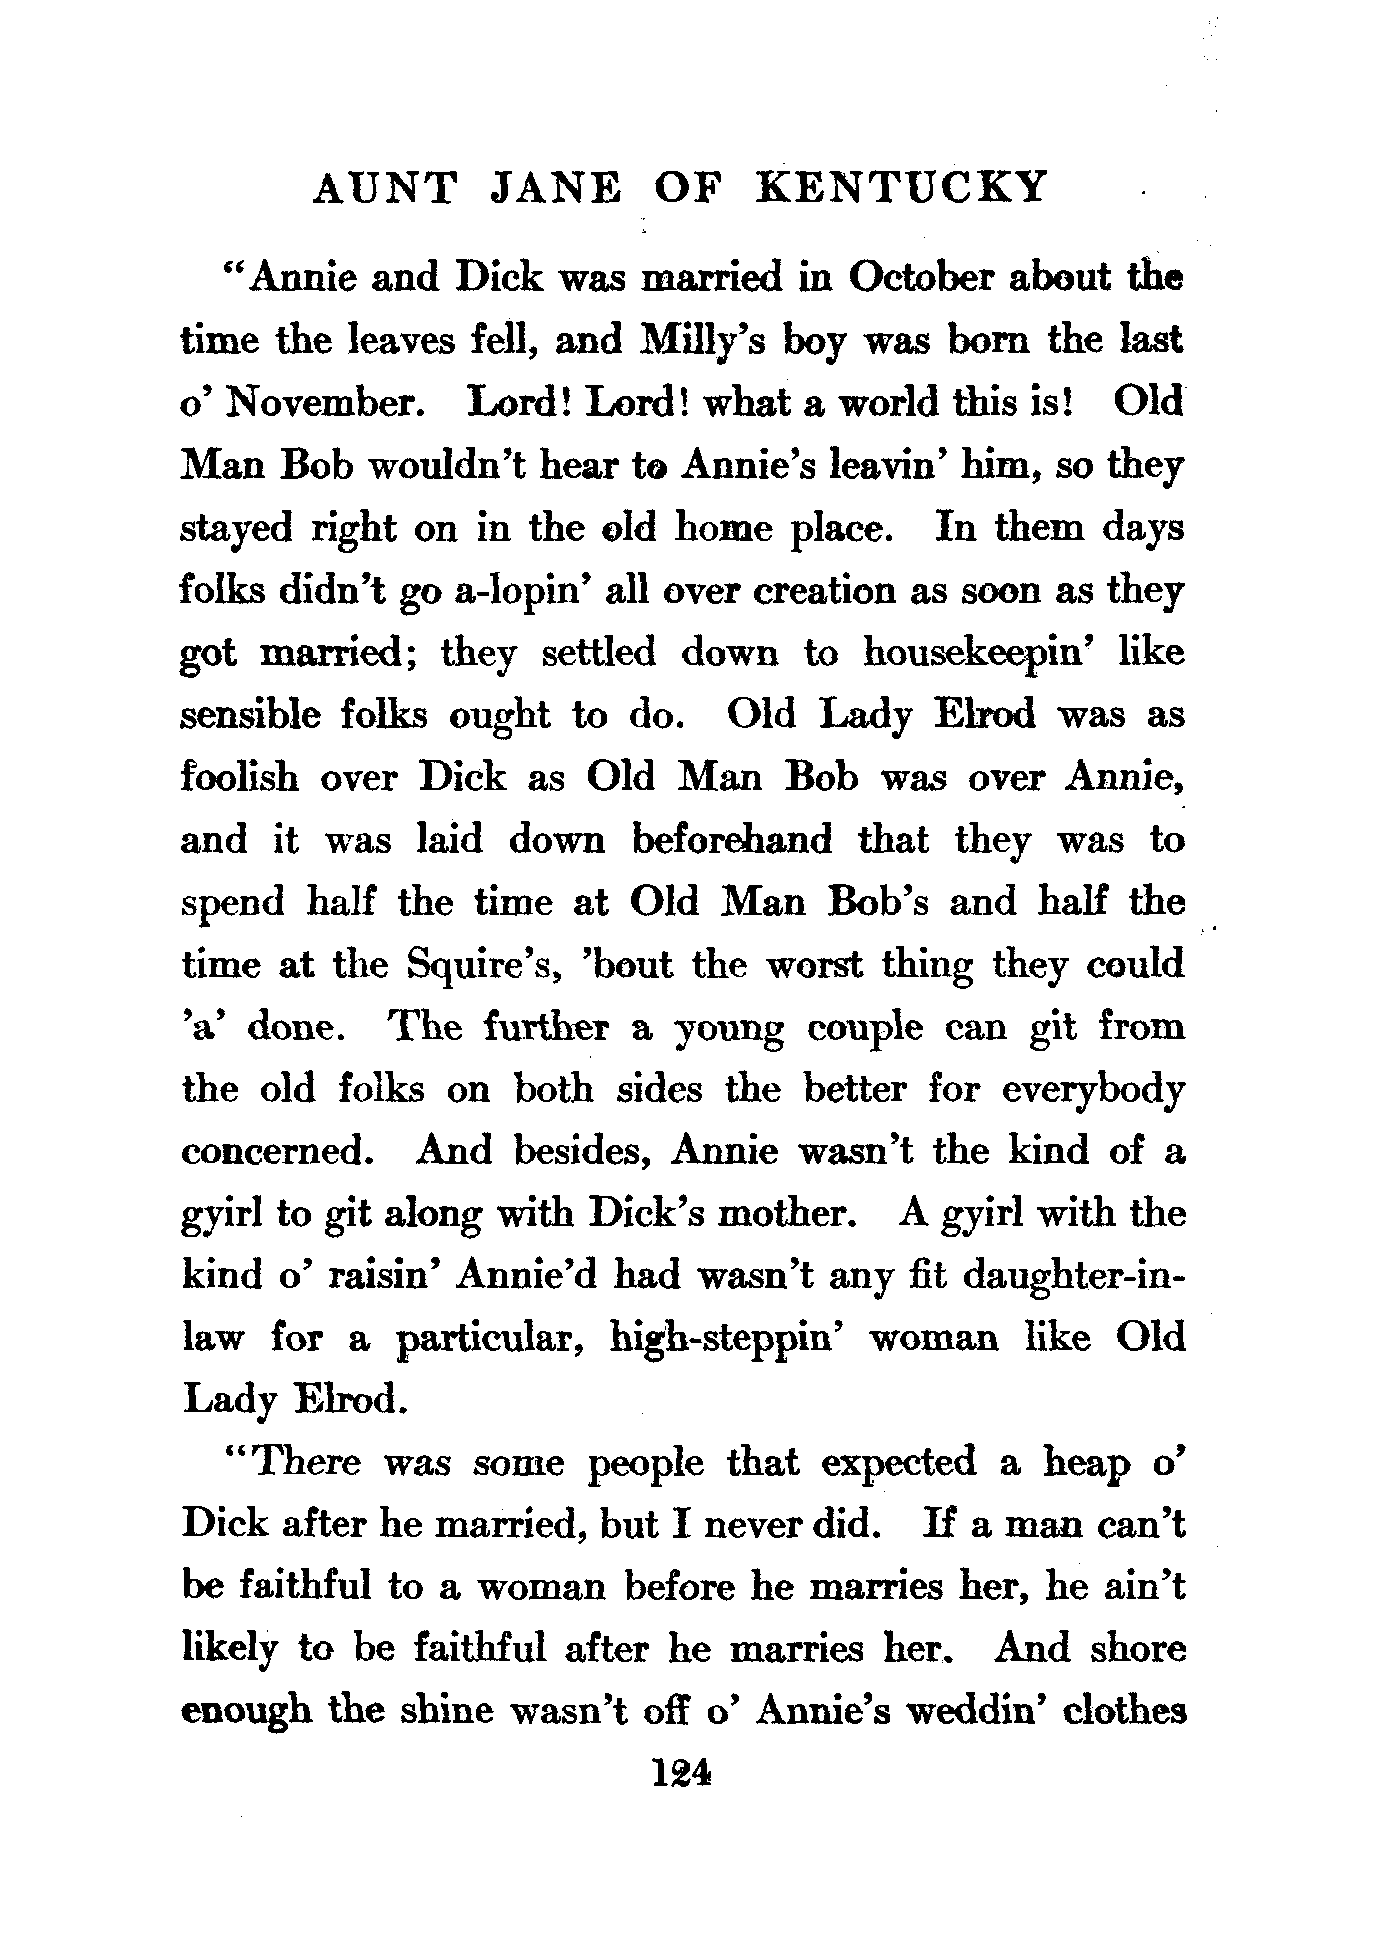 AUNT JANE OF KENTUCKY
“Annie and Dick was married in October about the
time the leaves fell, and Milly’s boy was born the last
o’ November. Lord! Lord! what a world this is! Old
Man Bob wouldn’t hear to Annie’s leavin’ him, so they
stayed right on in the old home place. In them days
folks didn’t go a-lopin’ all over creation as soon as they
got married; they settled down to housekeepin’ like
sensible folks ought to do. Old Lady Elrod was as
foolish over Dick as Old Man Bob was over Annie,
and it was laid down beforehand that they was to
spend half the time at Old Man Bob’s and half the
time at the Squire’s, ’bout the worst thing they could
’a’ done. The further a young couple can git from
the old folks on both sides the better for everybody
concerned. And besides, Annie wasn’t the kind of a
gyirl to git along with Dick’s mother. A gyirl with the
kind o’ raisin’ Annie’d had wasn’t any fit daughter-in-
law for a particular, high-steppin’ woman like Old
Lady Elrod.
“There was some people that expected a heap o’
Dick after he married, but I never did. If a man can’t
be faithful to a woman before he marries her, he ain’t
likely to be faithful after he marries her. And shore
enough the shine wasn’t off o’ Annie’s weddin’ clothes
124